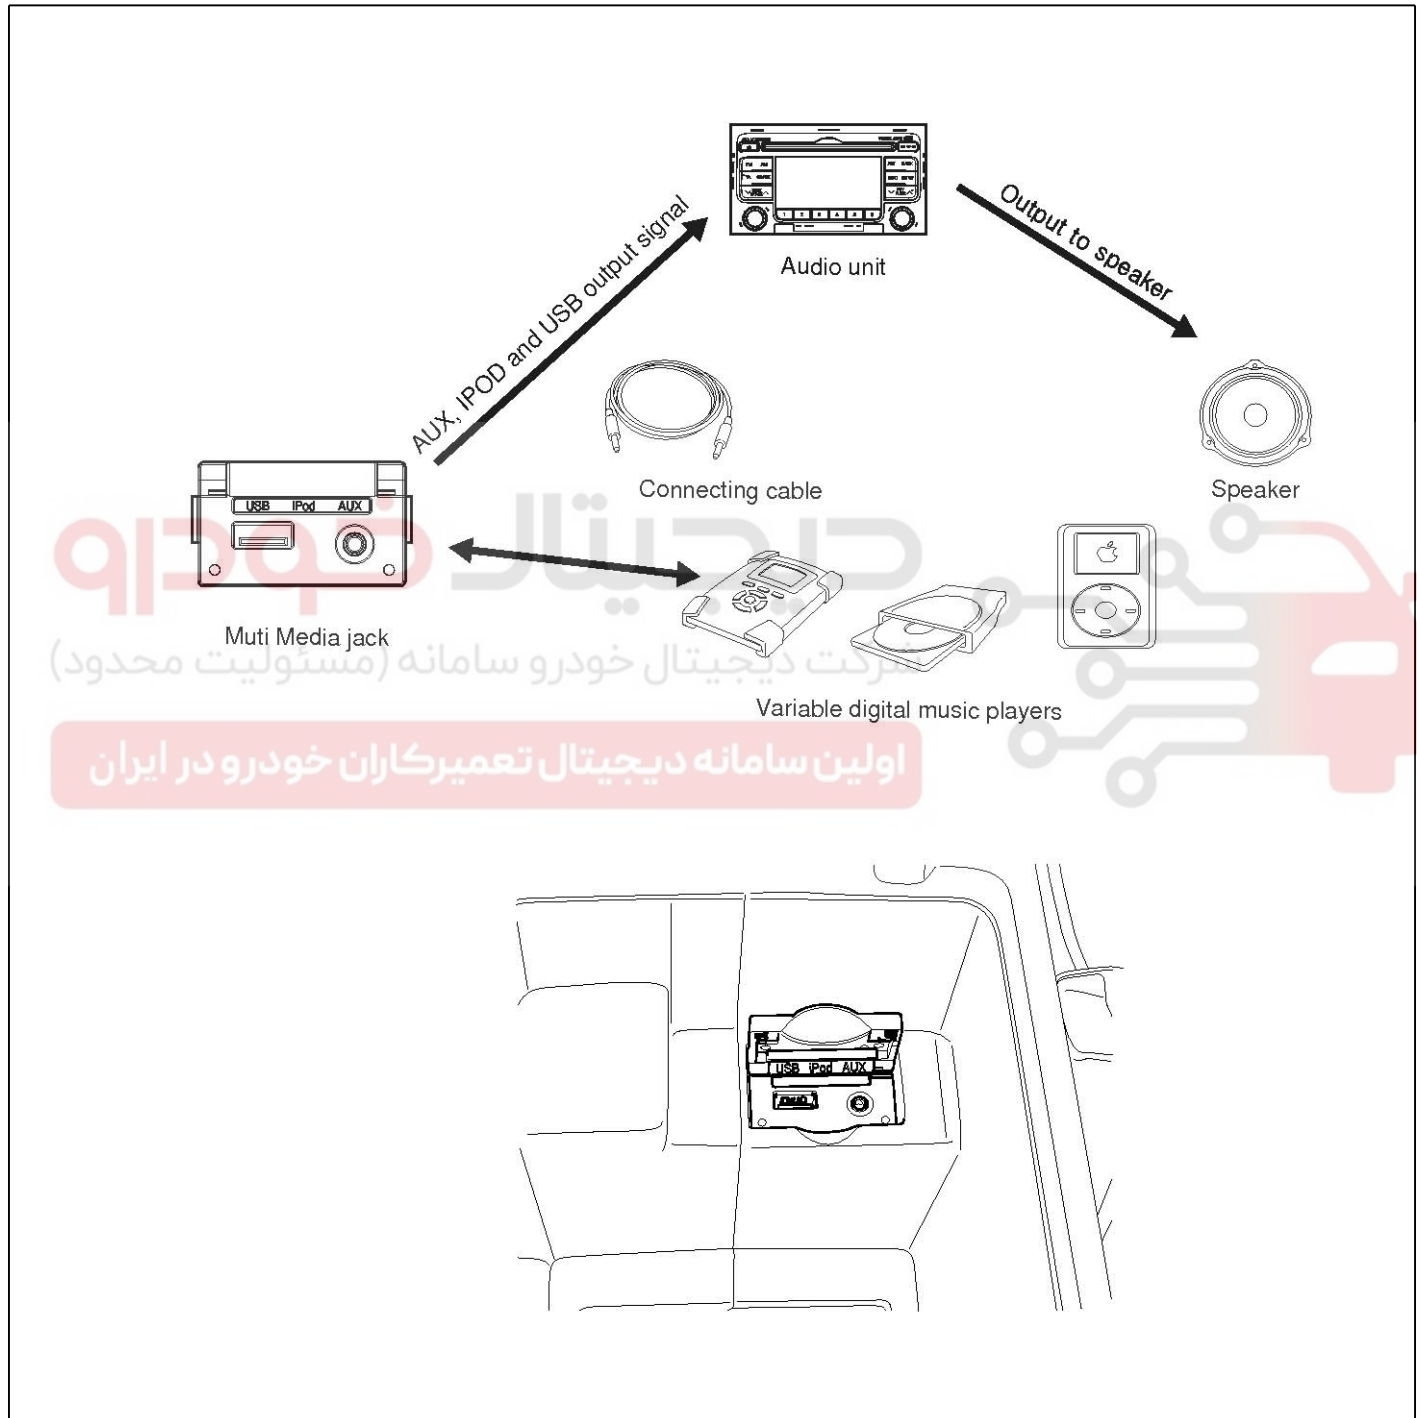 Audio unit
AUX, IPOD and USB output signal
Output to speaker
Connecting cable
Speaker
USB iPod AUX
Muti Media jack
دیجیتال خودرو
شرکت دیجیتال خودرو سامانه (مسئولیت محدود)
Variable digital music players
اولین سامانه دیجیتال تعمیرکاران خودرو در ایران
USB iPod AUX